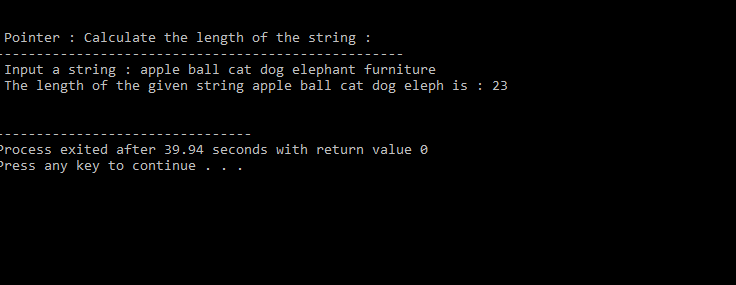 Pointer : Calculate the length of the string :
---------------------------------------------------
Input a string : apple ball cat dog elephant furniture
The length of the given string apple ball cat dog eleph is : 23
--------------------------------
Process exited after 39.94 seconds with return value 0
Press any key to continue . . .